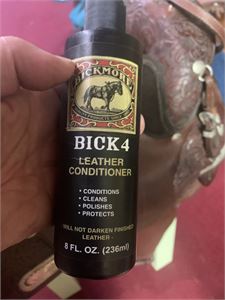 BICKMORE
BICK 4
LEATHER
CONDITIONER
• CONDITIONS
• CLEANS
• POLISHES
• PROTECTS
WILL NOT DARKEN FINISHED
LEATHER -
8 FL. OZ. (236ml)